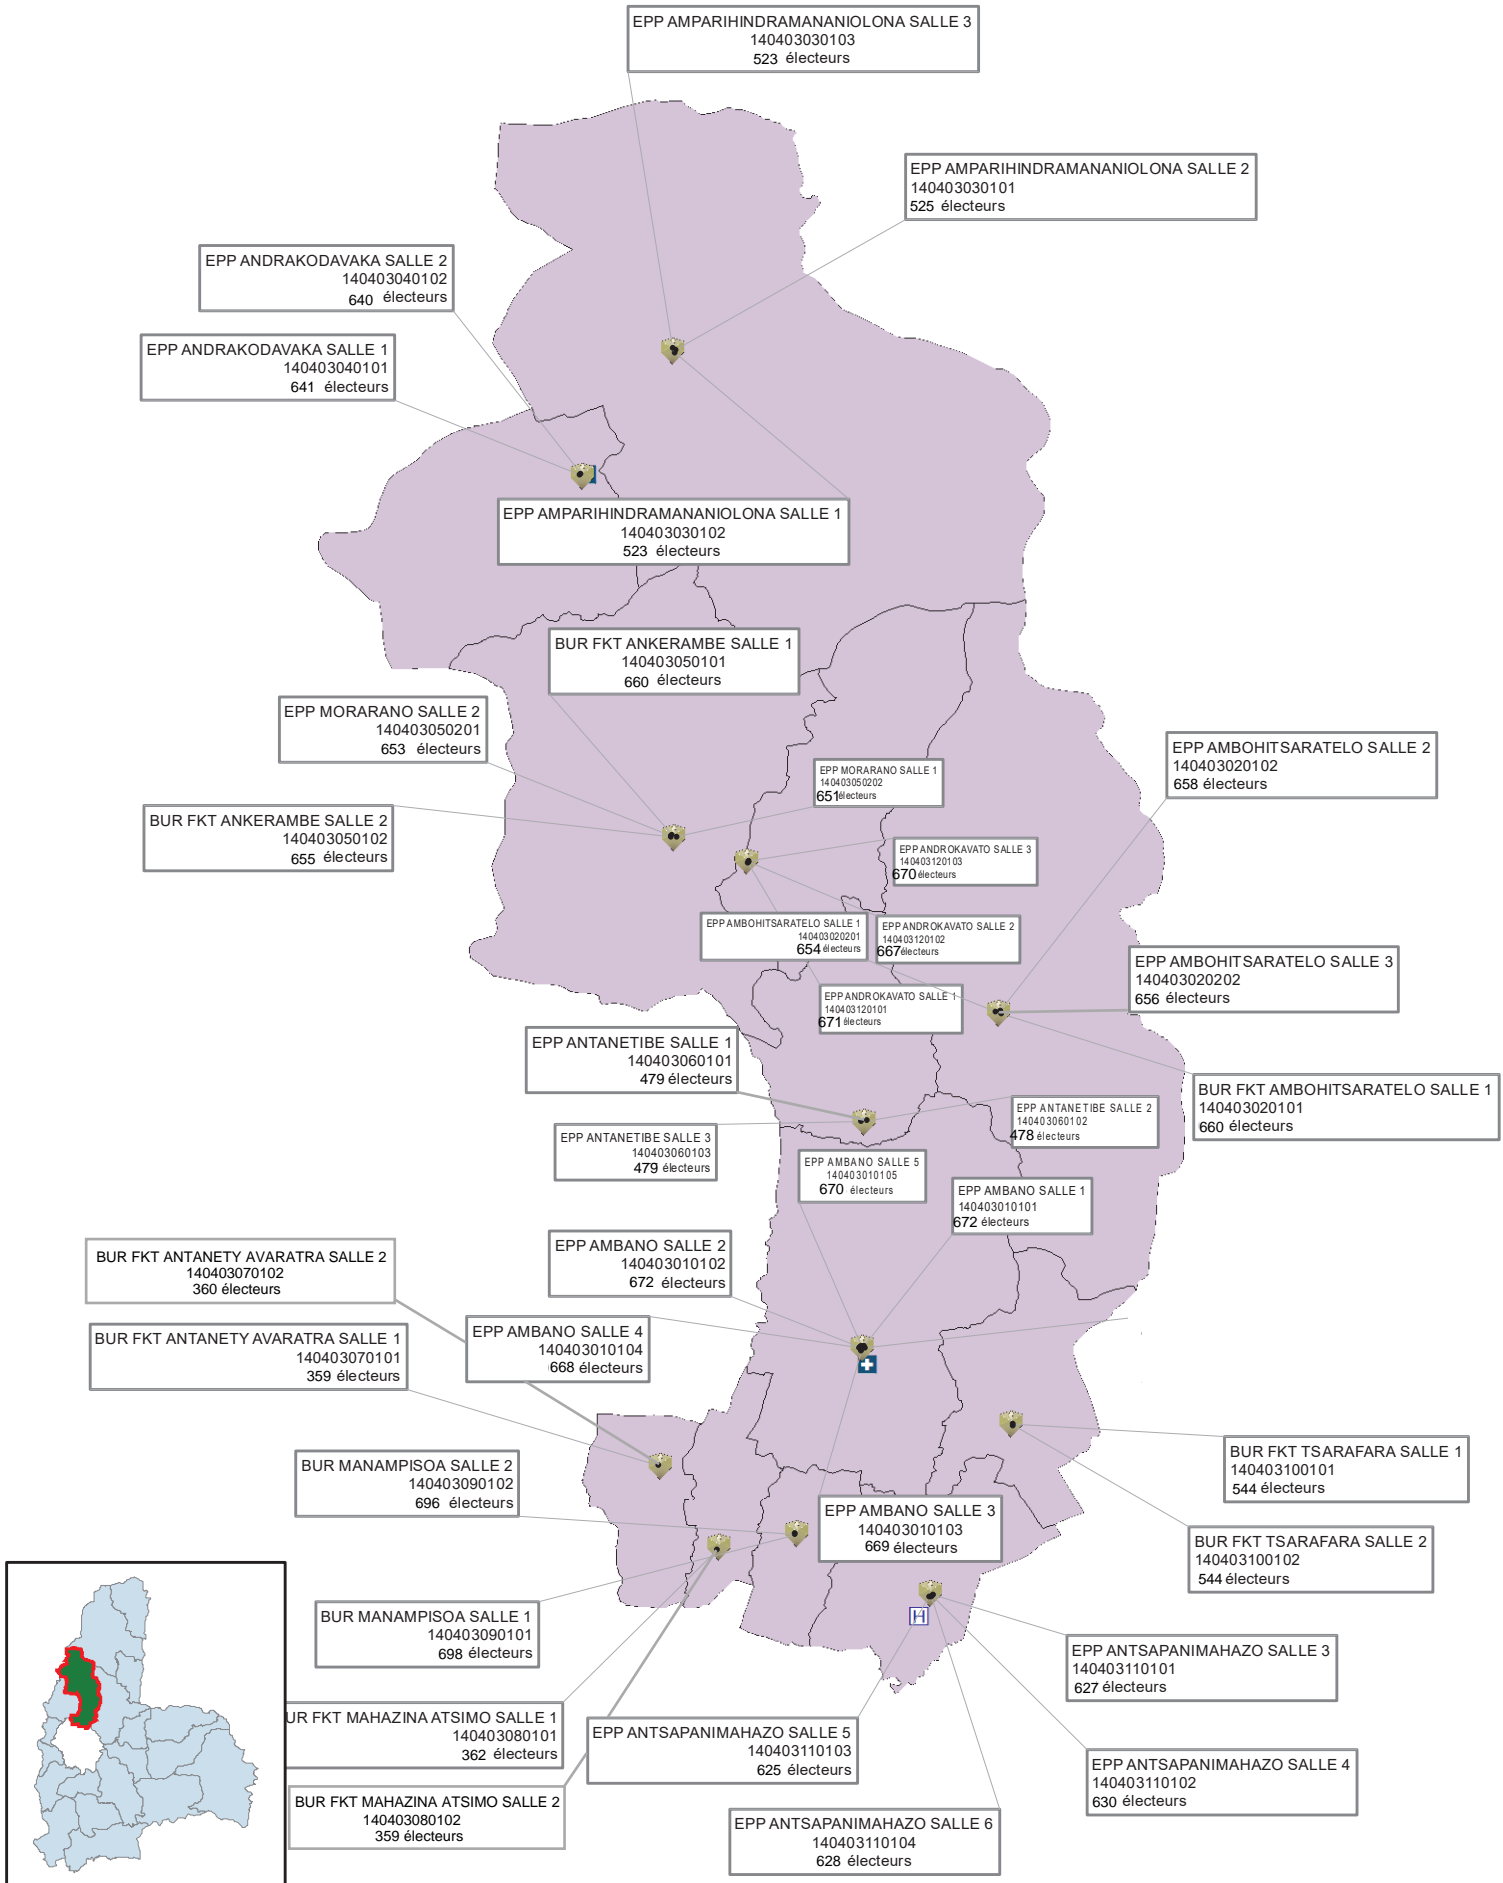 EPP AMPARIHINDRAMANANIOLONA SALLE 3
140403030103
523 électeurs
EPP AMPARIHINDRAMANANIOLONA SALLE 2
140403030101
525 électeurs
EPP ANDRAKODAVAKA SALLE 2
140403040102
640 électeurs
EPP ANDRAKODAVAKA SALLE 1
140403040101
641 électeurs
EPP AMPARIHINDRAMANANIOLONA SALLE 1
140403030102
523 électeurs
BUR FKT ANKERAMBE SALLE 1
140403050101
660 électeurs
EPP MORARANO SALLE 2
140403050201
653 électeurs
EPP AMBOHITSARATELO SALLE 2
140403020102
658 électeurs
EPP MORARANO SALLE 1
140403050202
651 électeurs
BUR FKT ANKERAMBE SALLE 2
140403050102
655 électeurs
EPP ANDROKAVATO SALLE 3
140403120103
670 électeurs
EPP AMBOHITSARATELO SALLE 1
140403020201
654 électeurs
EPP ANDROKAVATO SALLE 2
140403120102
667 électeurs
EPP AMBOHITSARATELO SALLE 3
140403020202
656 électeurs
EPP ANDROKAVATO SALLE 1
140403120101
671 électeurs
EPP ANTANETIBE SALLE 1
140403060101
479 électeurs
BUR FKT AMBOHITSARATELO SALLE 1
140403020101
660 électeurs
EPP ANTANETIBE SALLE 2
140403060102
478 électeurs
EPP ANTANETIBE SALLE 3
140403060103
479 électeurs
EPP AMBANO SALLE 5
140403010105
670 électeurs
EPP AMBANO SALLE 1
140403010101
672 électeurs
EPP AMBANO SALLE 2
140403010102
672 électeurs
BUR FKT ANTANETY AVARATRA SALLE 2
140403070102
360 électeurs
EPP AMBANO SALLE 4
140403010104
668 électeurs
BUR FKT ANTANETY AVARATRA SALLE 1
140403070101
359 électeurs
BUR FKT TSARAFARA SALLE 1
140403100101
544 électeurs
BUR MANAMPISOA SALLE 2
140403090102
696 électeurs
EPP AMBANO SALLE 3
140403010103
669 électeurs
BUR FKT TSARAFARA SALLE 2
140403100102
544 électeurs
BUR MANAMPISOA SALLE 1
140403090101
698 électeurs
H
EPP ANTSAPANIMAHAZO SALLE 3
140403110101
627 électeurs
UR FKT MAHAZINA ATSIMO SALLE 1
140403080101
362 électeurs
EPP ANTSAPANIMAHAZO SALLE 5
140403110103
625 électeurs
EPP ANTSAPANIMAHAZO SALLE 4
140403110102
630 électeurs
BUR FKT MAHAZINA ATSIMO SALLE 2
140403080102
359 électeurs
EPP ANTSAPANIMAHAZO SALLE 6
140403110104
628 électeurs